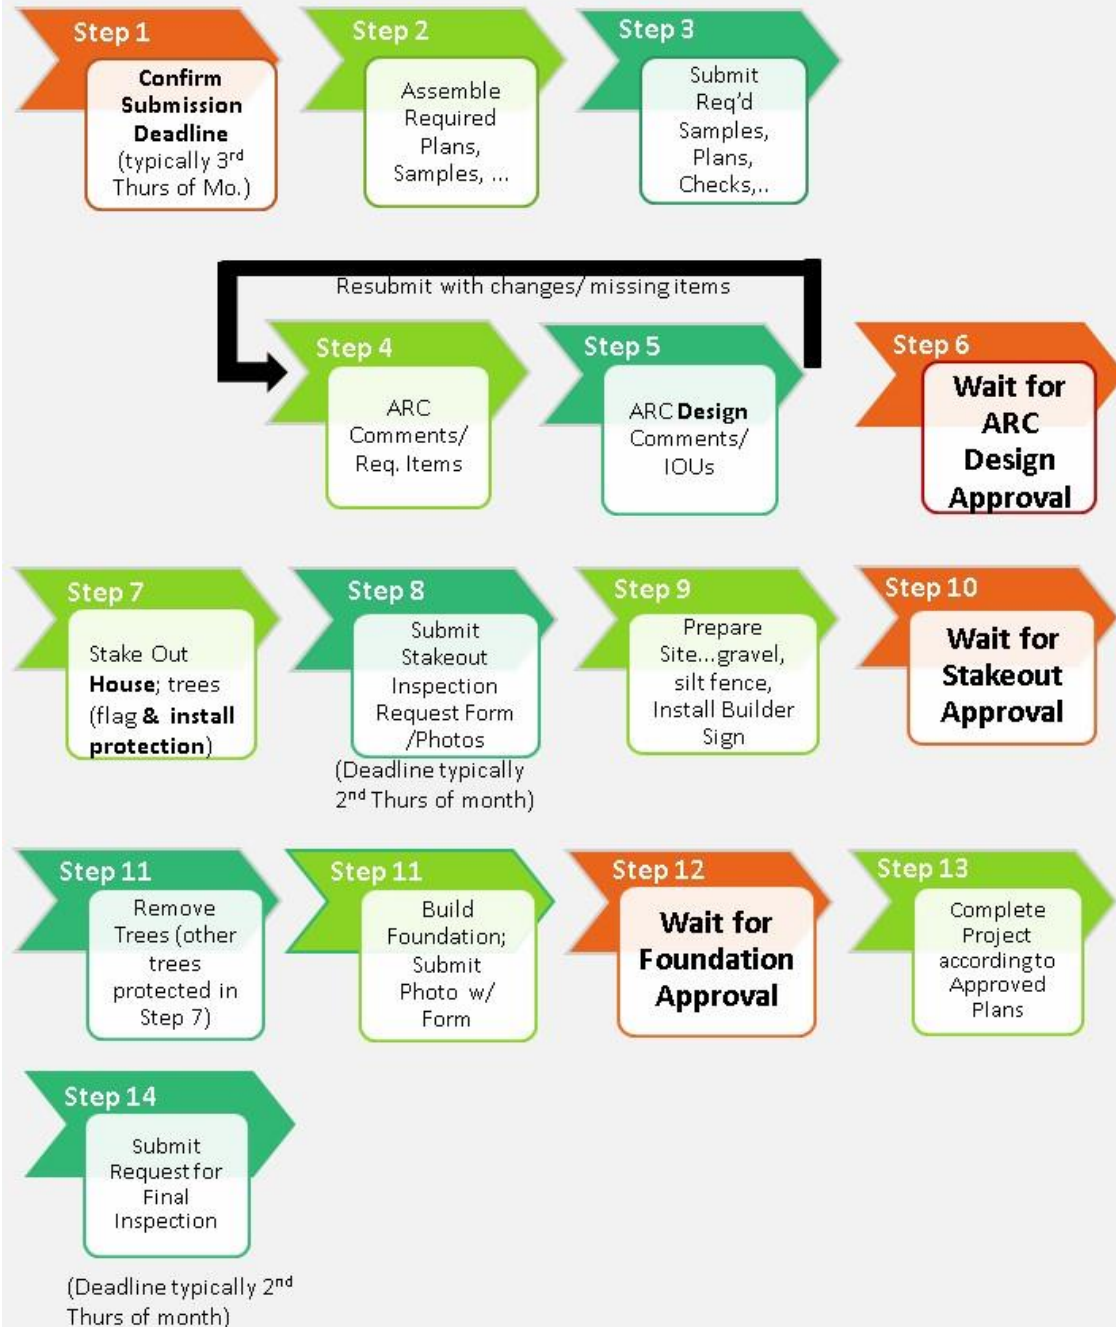 Step 1
Confirm
Submission
Deadline
(typically 3rd
Thurs of Mo.)
Step 2
Assemble
Required
Plans,
Samples, ...
Step 3
Submit
Req'd
Samples,
Plans,
Checks,..
Resubmit with changes/ missing items
Step 4
ARC
Comments/
Req. Items
Step 5
ARC Design
Comments/
IOUs
Step 6
Wait for
ARC
Design
Approval
Step 7
Stake Out
House; trees
(flag & install
protection)
Step 8
Submit
Stakeout
Inspection
Request Form
/Photos
(Deadline typically
2nd Thurs of month)
Step 9
Prepare
Site...gravel,
silt fence,
Install Builder
Sign
Step 10
Wait for
Stakeout
Approval
Step 11
Remove
Trees (other
trees
protected in
Step 7)
Step 11
Build
Foundation;
Submit
Photo w/
Form
Step 12
Wait for
Foundation
Approval
Step 13
Complete
Project
according to
Approved
Plans
Step 14
Submit
Request for
Final
Inspection
(Deadline typically 2nd
Thurs of month)